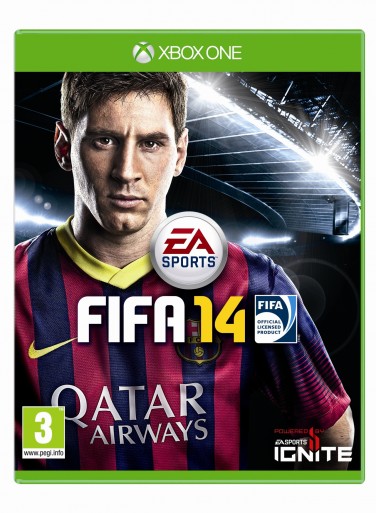 XBOX ONE
EA
SPORTS
FIFA 14
FIFA
OFFICIAL
LICENSED
PRODUCT
QATAR
AIRWAYS
3
www.pegi.info
POWERED BY
EA SPORTS
IGNITE